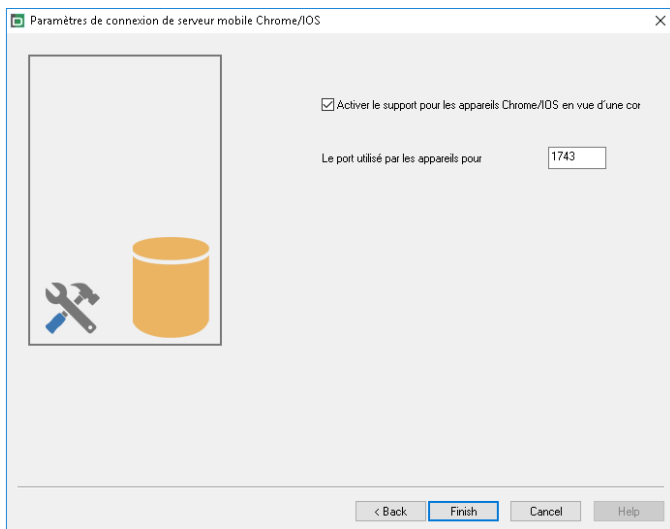 Paramètres de connexion de serveur mobile Chrome/IOS
Activer le support pour les appareils Chrome/IOS en vue d'une cor
Le port utilisé par les appareils pour
1743
< Back
Finish
Cancel
Help